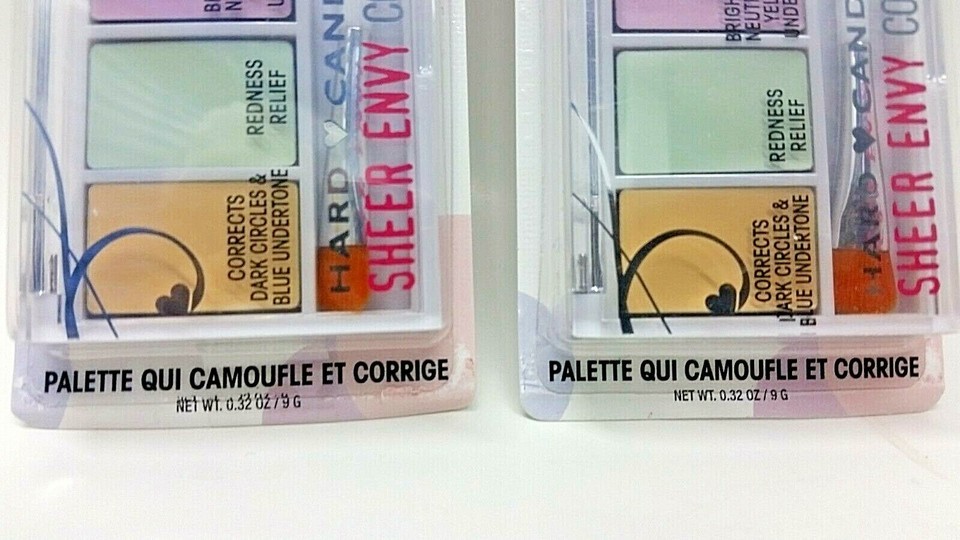 REDNESS
RELIEF
CORRECTS
DARK CIRCLES &
BLUE UNDERTONE
HARD CAND
SHEER ENVY
PALETTE QUI CAMOUFLE ET CORRIGE
NET WT. 0.32 OZ / 9 G
REDNESS
RELIEF
CORRECTS
DARK CIRCLES &
BLUE UNDERTONE
HARD CAND
SHEER ENVY
PALETTE QUI CAMOUFLE ET CORRIGE
NET WT. 0.32 OZ / 9 G